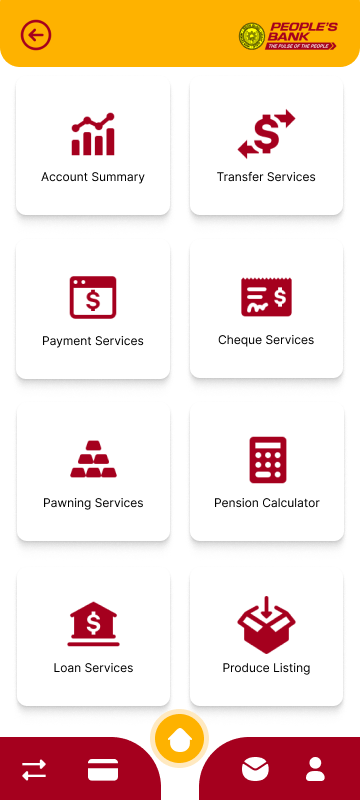 PEOPLE'S
BANK
THE PULSE OF THE PEOPLE
Account Summary
Transfer Services
Payment Services
Cheque Services
Pawning Services
Pension Calculator
Loan Services
Produce Listing